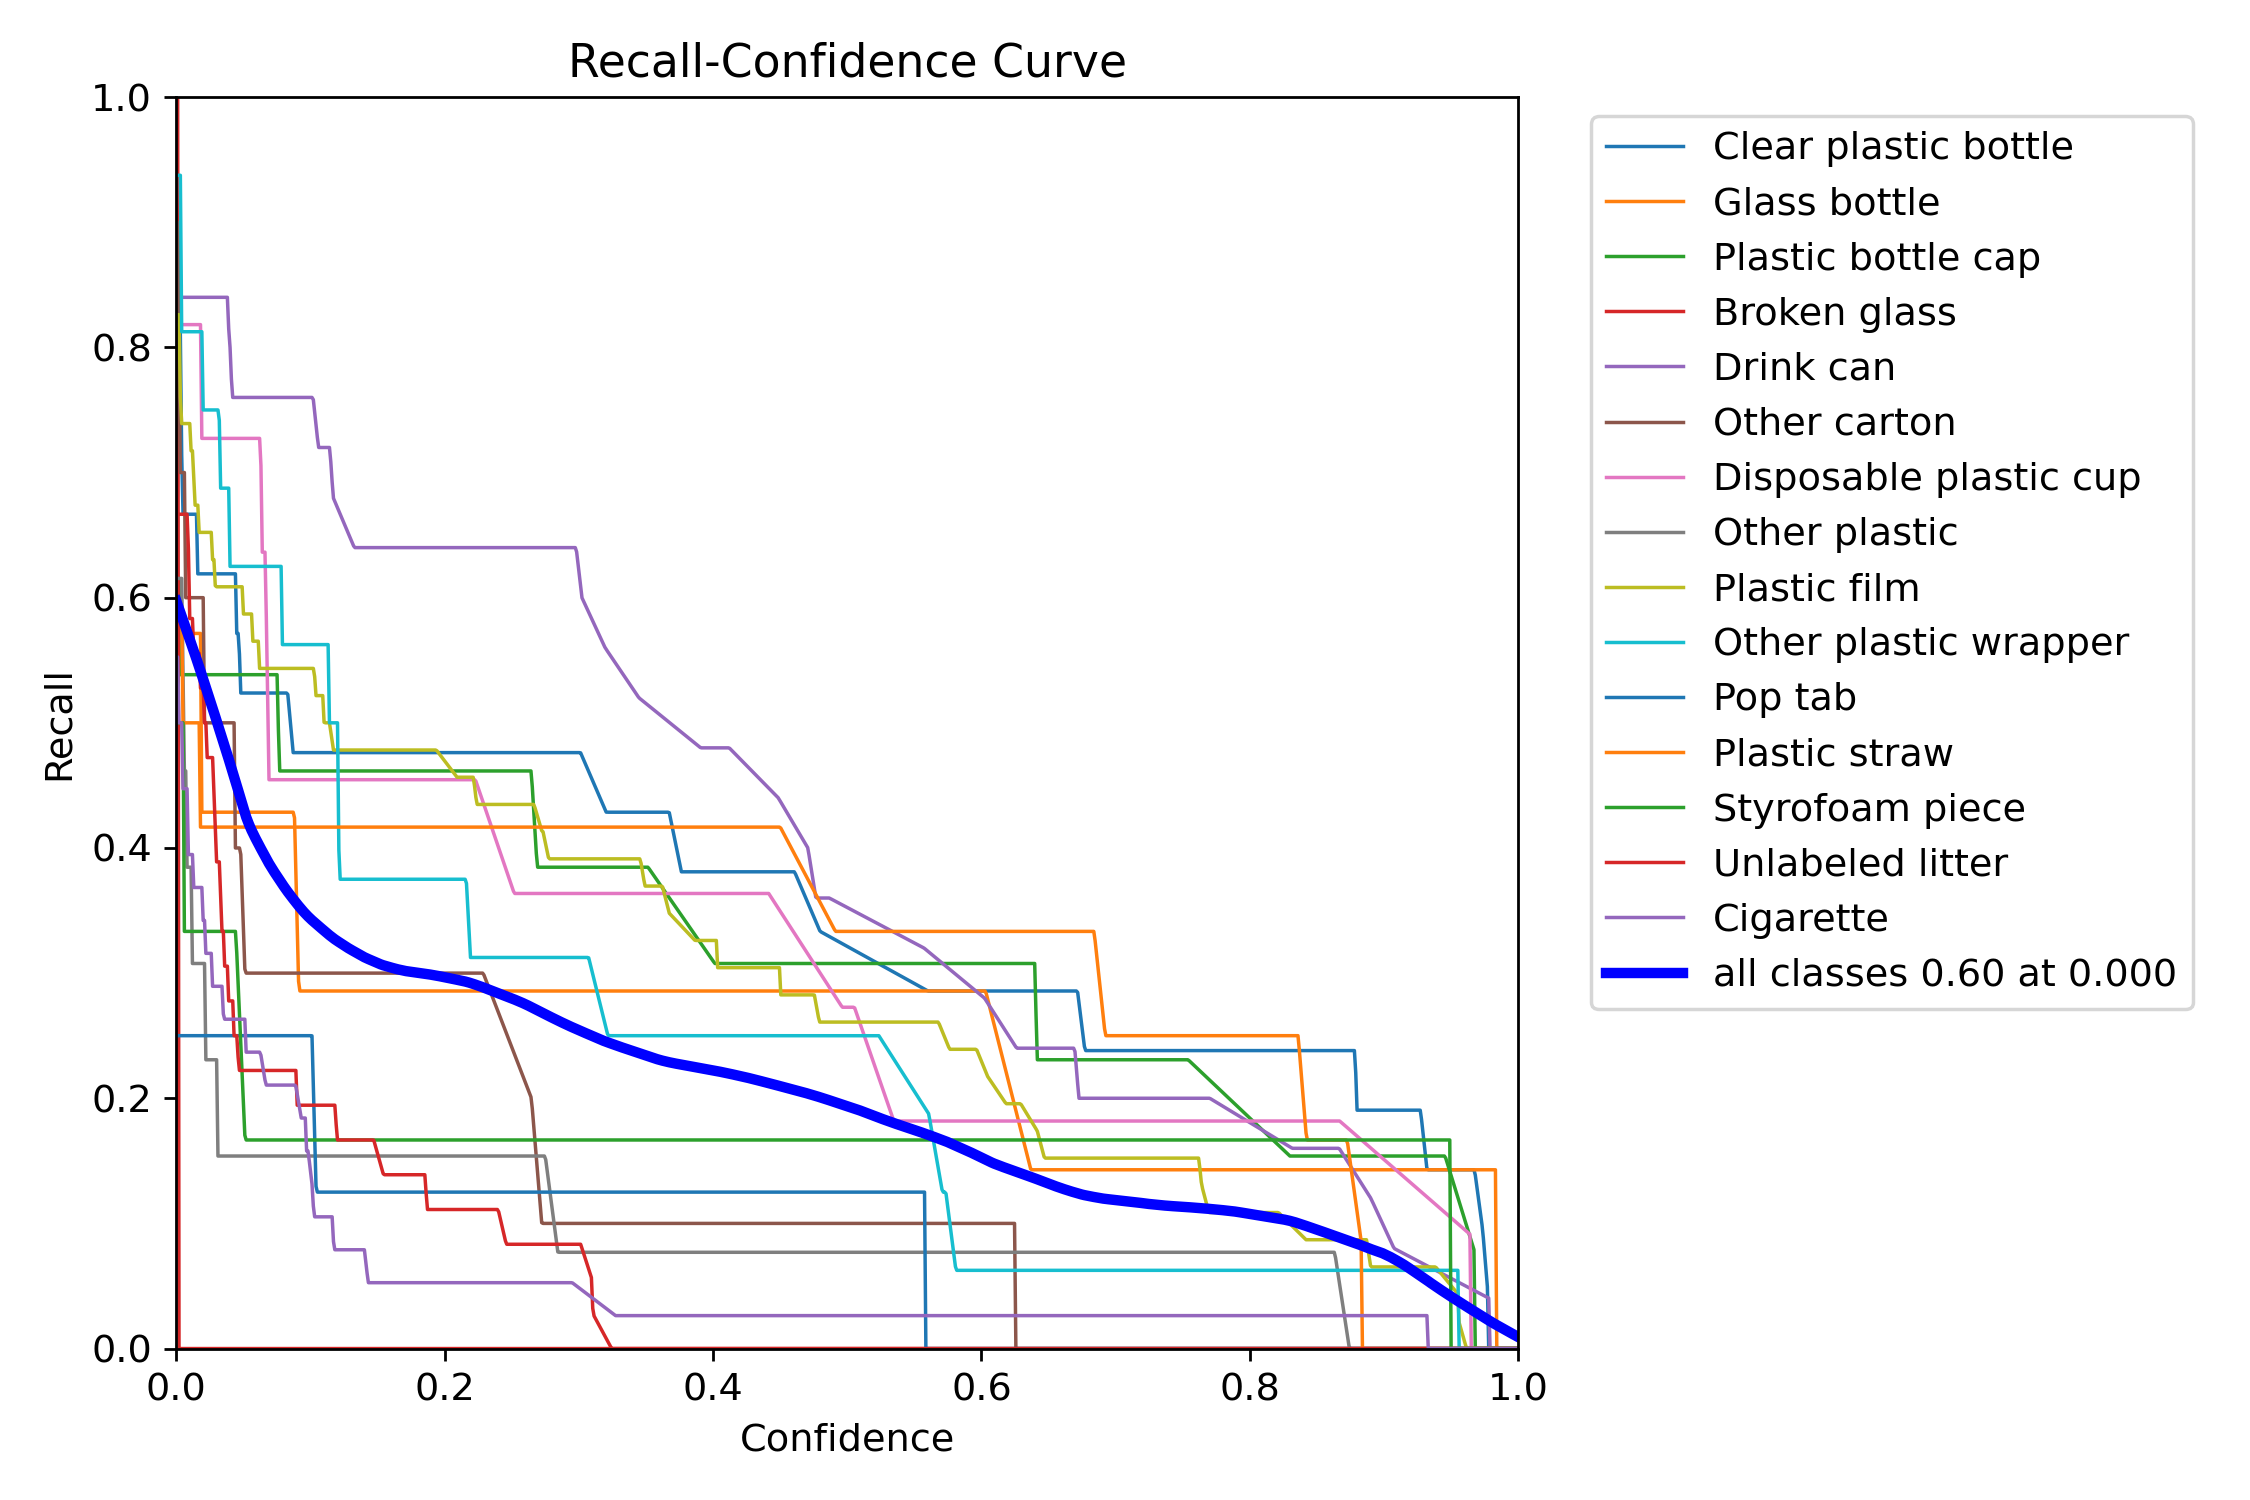 Recall-Confidence Curve
1.0
0.8
0.6
0.4
0.2
0.0
Recall
0.0 0.2 0.4 0.6 0.8 1.0
Confidence
Clear plastic bottle
Glass bottle
Plastic bottle cap
Broken glass
Drink can
Other carton
Disposable plastic cup
Other plastic
Plastic film
Other plastic wrapper
Pop tab
Plastic straw
Styrofoam piece
Unlabeled litter
Cigarette
all classes 0.60 at 0.000